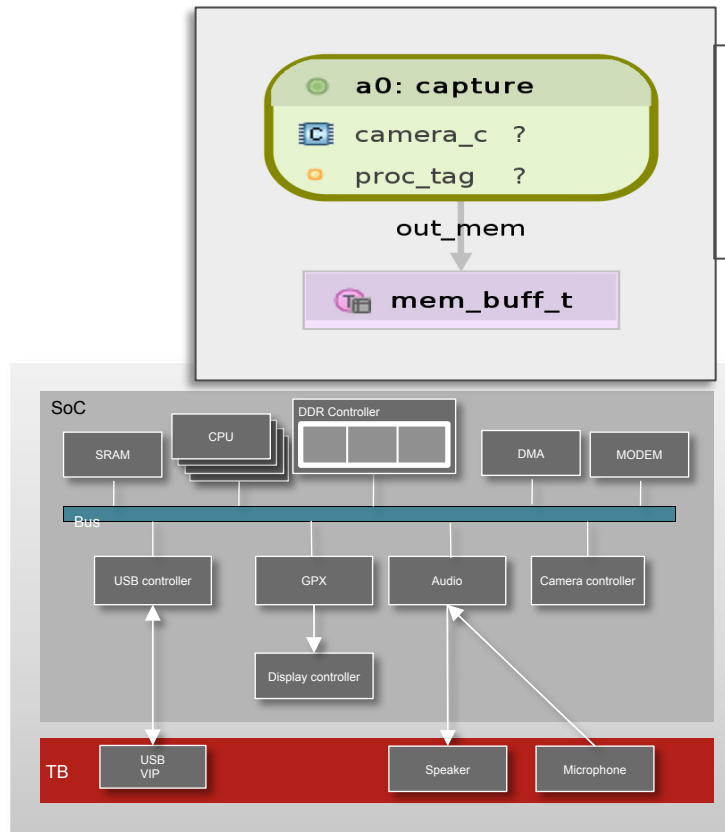 a0: capture
C camera_c ?
proc_tag ?
out_mem
T mem_buff_t
SoC
DDR Controller
CPU
SRAM
DMA
MODEM
Bus
USB controller
GPX
Audio
Camera controller
Display controller
TB
USB
VIP
Speaker
Microphone